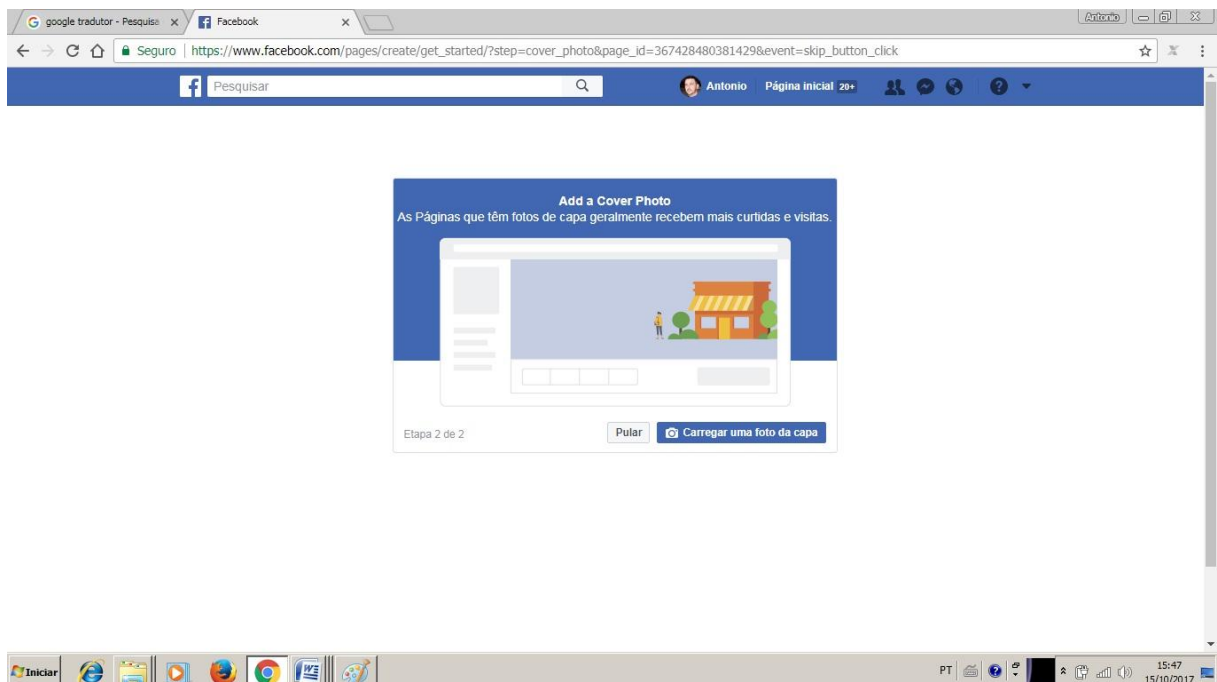 google tradutor - Pesquisa
Facebook
Antonio
Seguro
https://www.facebook.com/pages/create/get_started/?step=cover_photo&page_id=367428480381429&event=skip_button_click
Pesquisar
Antonio
Página inicial 20+
Add a Cover Photo
As Páginas que têm fotos de capa geralmente recebem mais curtidas e visitas.
Etapa 2 de 2
Pular
Carregar uma foto da capa
Iniciar
PT
15:47
15/10/2017